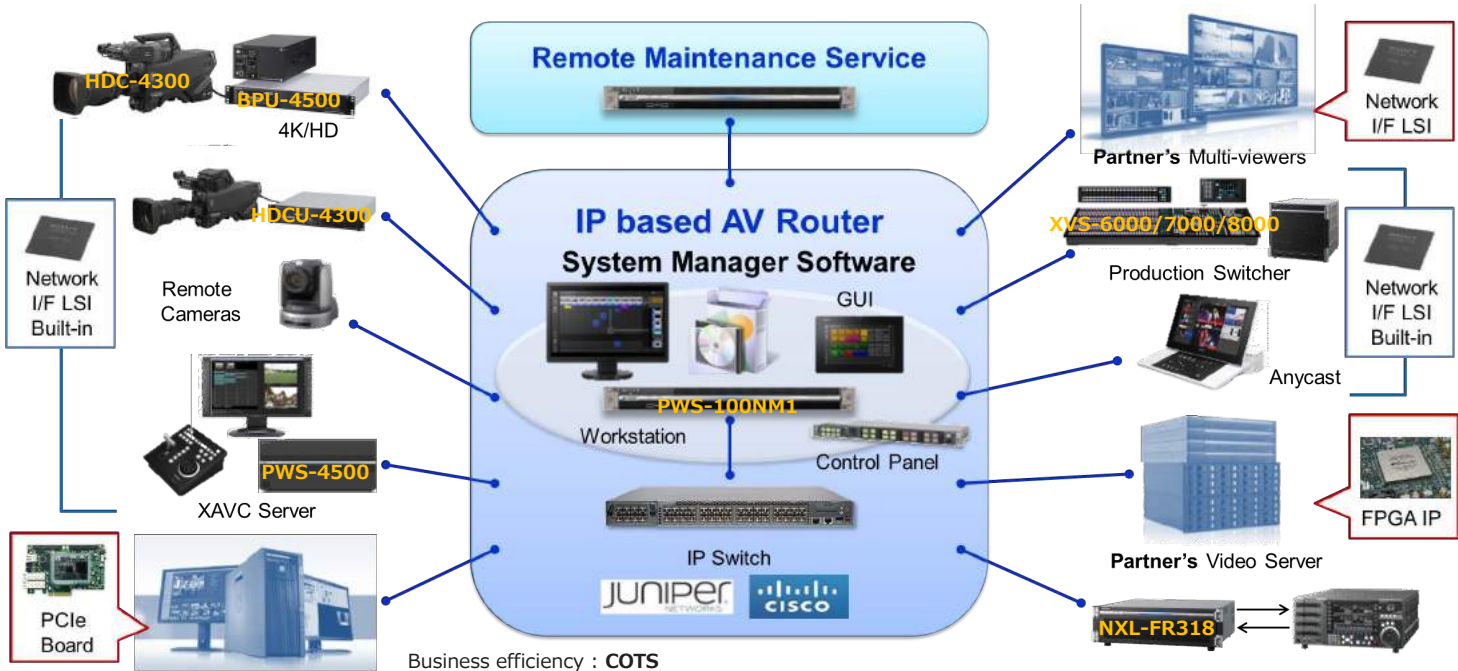 HDC-4300
BPU-4500
4K/HD
HDCU-4300
Network
I/F LSI
Built-in
Remote
Cameras
PWS-4500
XAVC Server
PCIe
Board
Remote Maintenance Service
IP based AV Router
System Manager Software
GUI
PWS-100NM1
Workstation
Control Panel
IP Switch
JUNIPER
NETWORKS
CISCO
Business efficiency : COTS
Network
I/F LSI
Partner's Multi-viewers
XVS-6000/7000/8000
Production Switcher
Network
I/F LSI
Built-in
Anycast
FPGA IP
Partner's Video Server
NXL-FR318